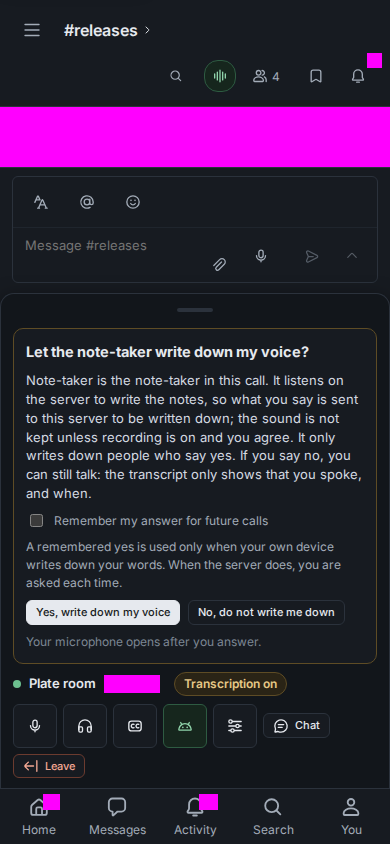 #releases
4
Message #releases
Let the note-taker write down my voice?
Note-taker is the note-taker in this call. It listens on
the server to write the notes, so what you say is sent
to this server to be written down; the sound is not
kept unless recording is on and you agree. It only
writes down people who say yes. If you say no, you
can still talk: the transcript only shows that you spoke,
and when.
Remember my answer for future calls
A remembered yes is used only when your own device
writes down your words. When the server does, you are
asked each time.
Yes, write down my voice
No, do not write me down
Your microphone opens after you answer.
Plate room
Transcription on
CC
Chat
Leave
Home
Messages
Activity
Search
You